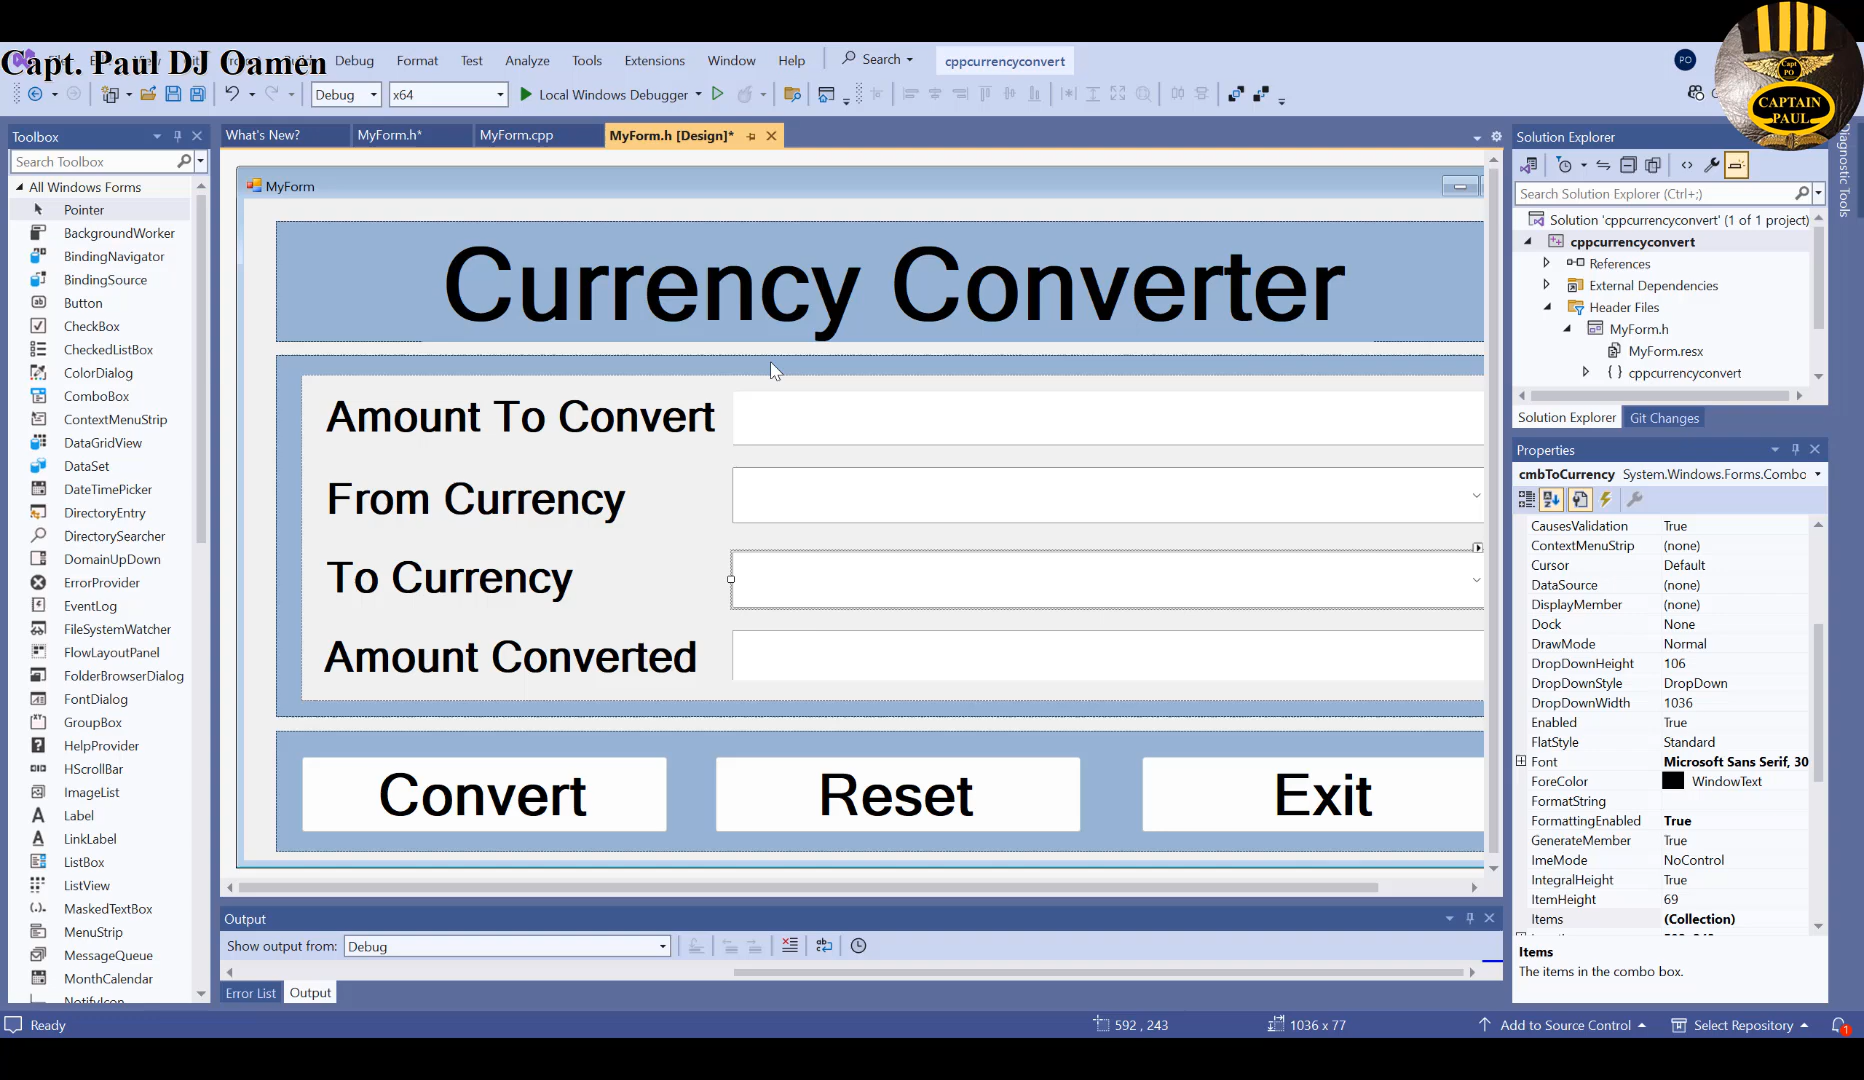 Capt. Paul DJ Oamen
Debug Format Test Analyze Tools Extensions Window Help Search cppcurrencyconvert PO
Debug x64 Local Windows Debugger
Capt
PO
CAPTAIN
PAUL
Toolbox
Search Toolbox
All Windows Forms
Pointer
BackgroundWorker
BindingNavigator
BindingSource
Button
CheckBox
CheckedListBox
ColorDialog
ComboBox
ContextMenuStrip
DataGridView
DataSet
DateTimePicker
DirectoryEntry
DirectorySearcher
DomainUpDown
ErrorProvider
EventLog
FileSystemWatcher
FlowLayoutPanel
FolderBrowserDialog
FontDialog
GroupBox
HelpProvider
HScrollBar
ImageList
Label
LinkLabel
ListBox
ListView
MaskedTextBox
MenuStrip
MessageQueue
MonthCalendar
NotifyIcon
What's New? MyForm.h* MyForm.cpp MyForm.h [Design]*
MyForm
Currency Converter
Amount To Convert
From Currency
To Currency
Amount Converted
Convert Reset Exit
Output
Show output from: Debug
Error List Output
Solution Explorer
Search Solution Explorer (Ctrl+;)
Solution 'cppcurrencyconvert' (1 of 1 project)
cppcurrencyconvert
References
External Dependencies
Header Files
MyForm.h
MyForm.resx
{ } cppcurrencyconvert
Solution Explorer Git Changes
Diagnostic Tools
Properties
cmbToCurrency System.Windows.Forms.Combo
CausesValidation True
ContextMenuStrip (none)
Cursor Default
DataSource (none)
DisplayMember (none)
Dock None
DrawMode Normal
DropDownHeight 106
DropDownStyle DropDown
DropDownWidth 1036
Enabled True
FlatStyle Standard
Font Microsoft Sans Serif, 30
ForeColor WindowText
FormatString
FormattingEnabled True
GenerateMember True
ImeMode NoControl
IntegralHeight True
ItemHeight 69
Items (Collection)
Items
The items in the combo box.
Ready 592 , 243 1036 x 77 Add to Source Control Select Repository 1